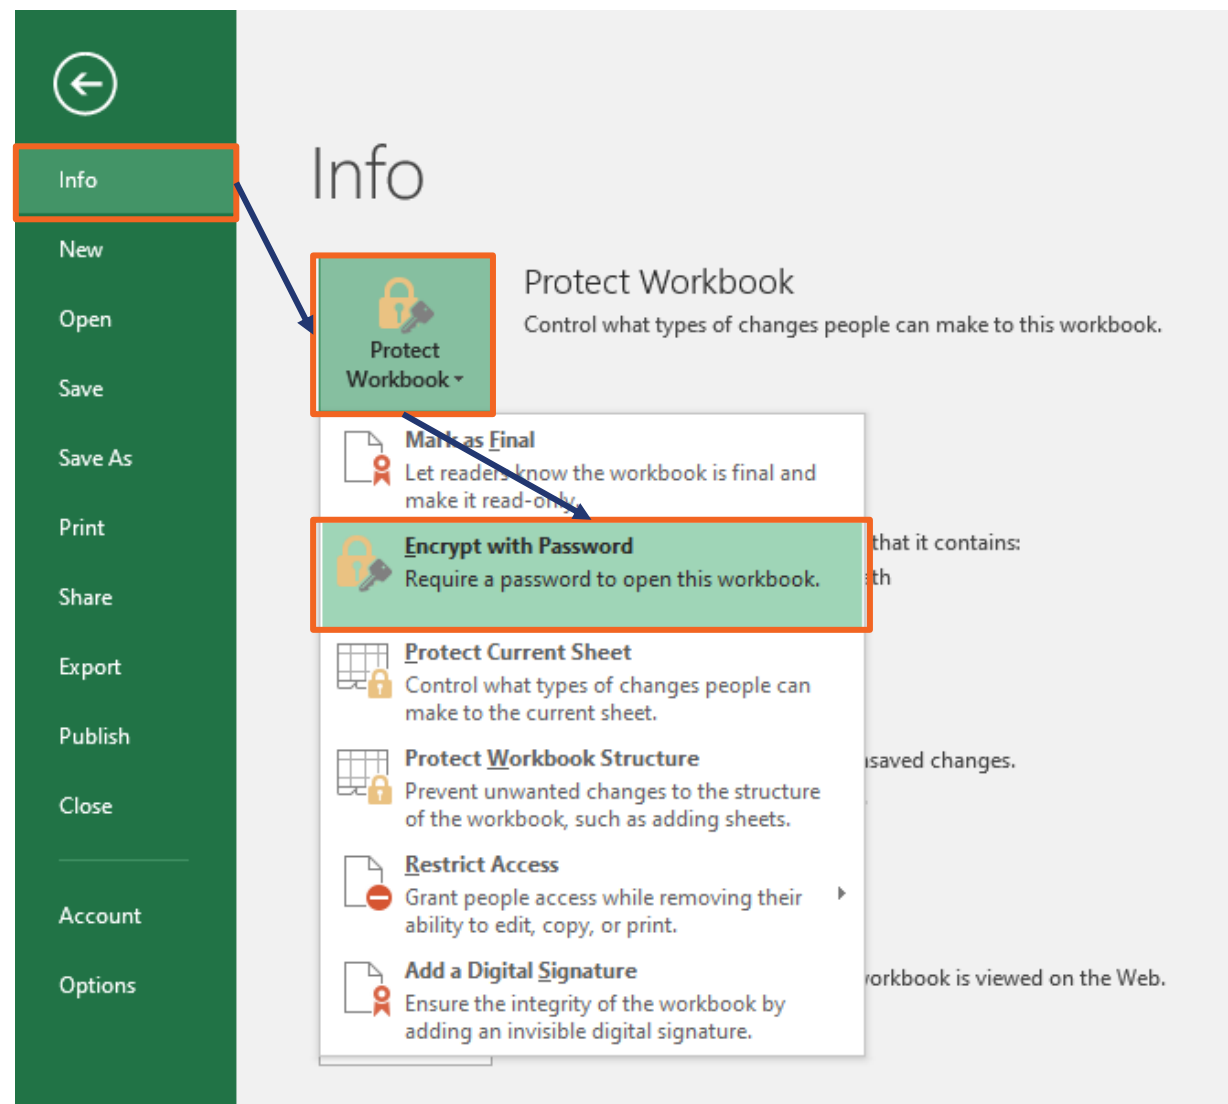 Info
New
Open
Save
Save As
Print
Share
Export
Publish
Close
Account
Options
Info
Protect
Workbook
Protect Workbook
Control what types of changes people can make to this workbook.
Mark as Final
Let readers know the workbook is final and
make it read-only.
Encrypt with Password
Require a password to open this workbook.
Protect Current Sheet
Control what types of changes people can
make to the current sheet.
Protect Workbook Structure
Prevent unwanted changes to the structure
of the workbook, such as adding sheets.
Restrict Access
Grant people access while removing their
ability to edit, copy, or print.
Add a Digital Signature
Ensure the integrity of the workbook by
adding an invisible digital signature.
that it contains:
th
saved changes.
orkbook is viewed on the Web.